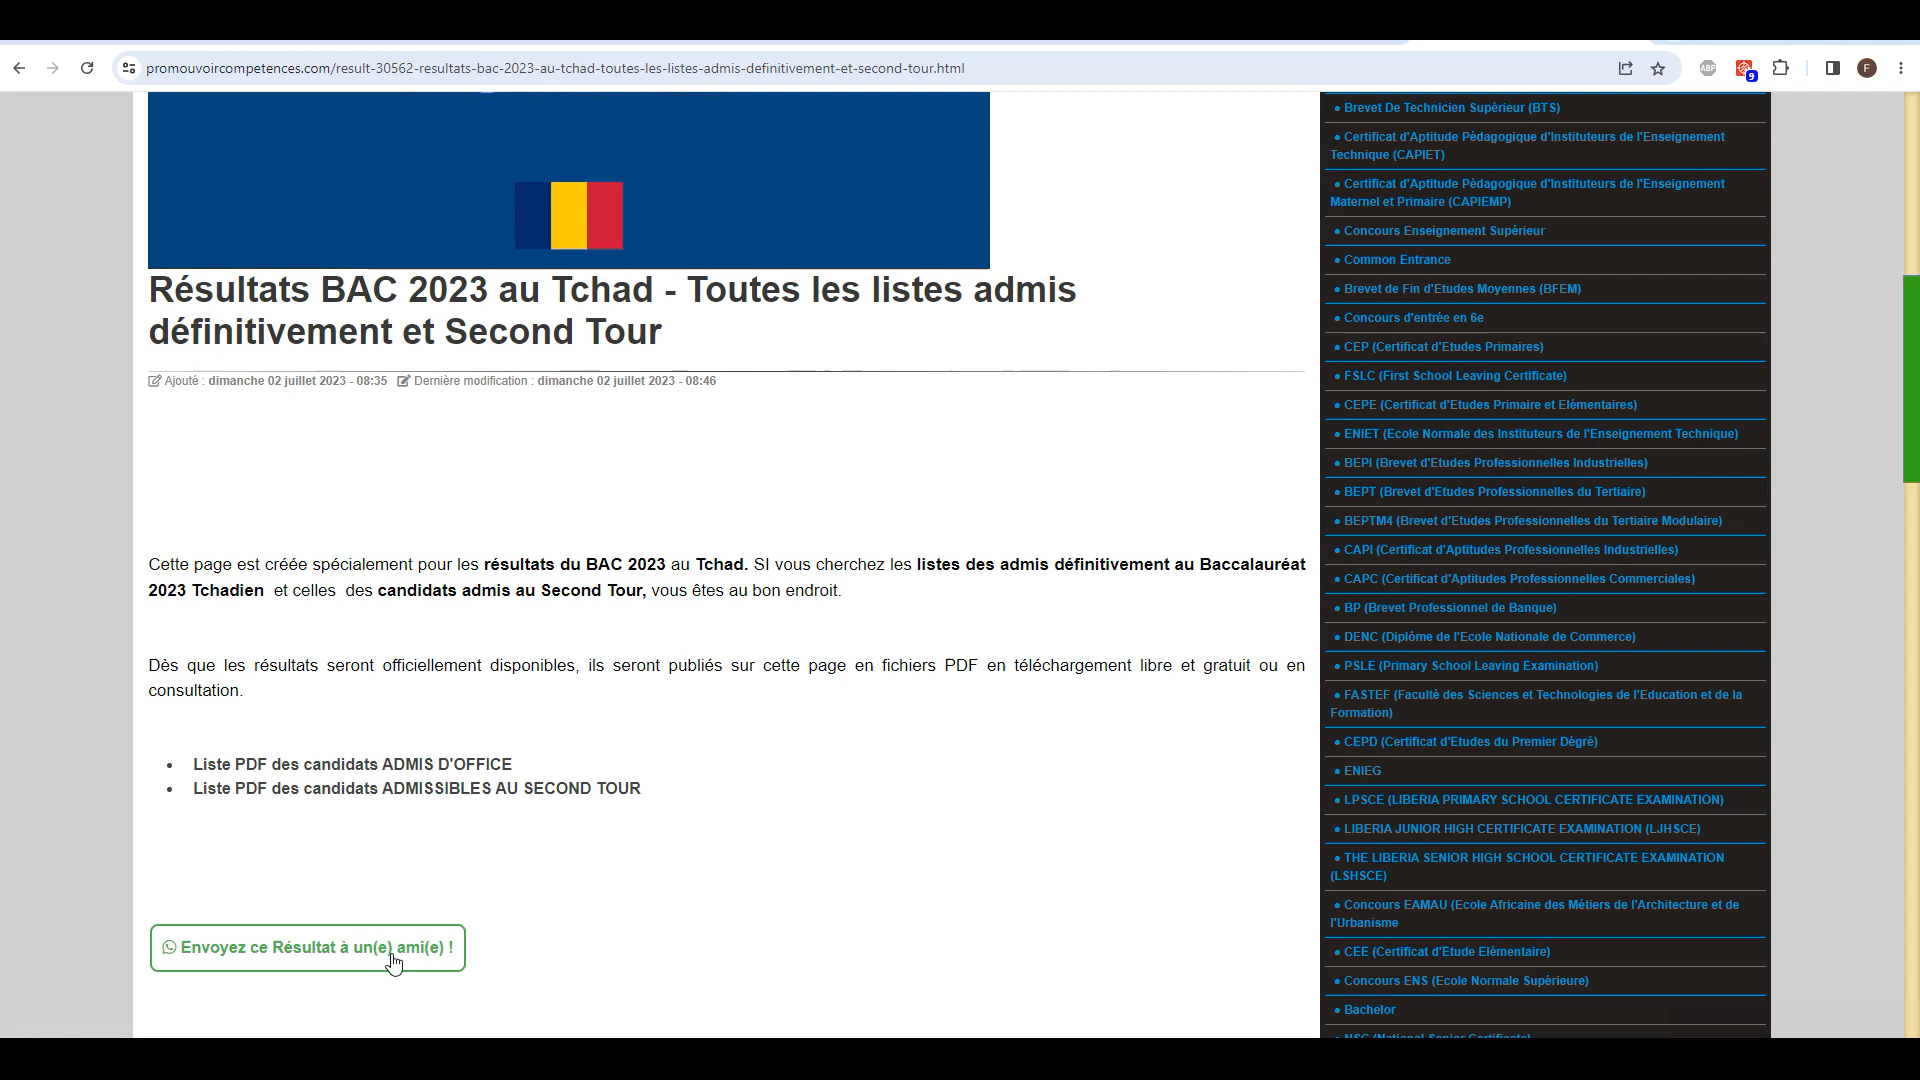 promouvoircompetences.com/result-30562-resultats-bac-2023-au-tchad-toutes-les-listes-admis-definitivement-et-second-tour.html
ABP
9
F
Résultats BAC 2023 au Tchad - Toutes les listes admis
définitivement et Second Tour
Ajouté : dimanche 02 juillet 2023 - 08:35 Dernière modification : dimanche 02 juillet 2023 - 08:46
Cette page est créée spécialement pour les résultats du BAC 2023 au Tchad. SI vous cherchez les listes des admis définitivement au Baccalauréat
2023 Tchadien et celles des candidats admis au Second Tour, vous êtes au bon endroit.
Dès que les résultats seront officiellement disponibles, ils seront publiés sur cette page en fichiers PDF en téléchargement libre et gratuit ou en
consultation.
• Liste PDF des candidats ADMIS D'OFFICE
• Liste PDF des candidats ADMISSIBLES AU SECOND TOUR
Envoyez ce Résultat à un(e) ami(e) !
• Brevet De Technicien Supérieur (BTS)
• Certificat d'Aptitude Pédagogique d'Instituteurs de l'Enseignement
Technique (CAPIET)
• Certificat d'Aptitude Pédagogique d'Instituteurs de l'Enseignement
Maternel et Primaire (CAPIEMP)
• Concours Enseignement Supérieur
• Common Entrance
• Brevet de Fin d'Etudes Moyennes (BFEM)
• Concours d'entrée en 6e
• CEP (Certificat d'Etudes Primaires)
• FSLC (First School Leaving Certificate)
• CEPE (Certificat d'Etudes Primaire et Elémentaires)
• ENIET (Ecole Normale des Instituteurs de l'Enseignement Technique)
• BEPI (Brevet d'Etudes Professionnelles Industrielles)
• BEPT (Brevet d'Etudes Professionnelles du Tertiaire)
• BEPTM4 (Brevet d'Etudes Professionnelles du Tertiaire Modulaire)
• CAPI (Certificat d'Aptitudes Professionnelles Industrielles)
• CAPC (Certificat d'Aptitudes Professionnelles Commerciales)
• BP (Brevet Professionnel de Banque)
• DENC (Diplôme de l'Ecole Nationale de Commerce)
• PSLE (Primary School Leaving Examination)
• FASTEF (Faculté des Sciences et Technologies de l'Education et de la
Formation)
• CEPD (Certificat d'Etudes du Premier Dégré)
• ENIEG
• LPSCE (LIBERIA PRIMARY SCHOOL CERTIFICATE EXAMINATION)
• LIBERIA JUNIOR HIGH CERTIFICATE EXAMINATION (LJHSCE)
• THE LIBERIA SENIOR HIGH SCHOOL CERTIFICATE EXAMINATION
(LSHSCE)
• Concours EAMAU (Ecole Africaine des Métiers de l'Architecture et de
l'Urbanisme
• CEE (Certificat d'Etude Elémentaire)
• Concours ENS (Ecole Normale Supérieure)
• Bachelor
• NSC (National Senior Certificate)